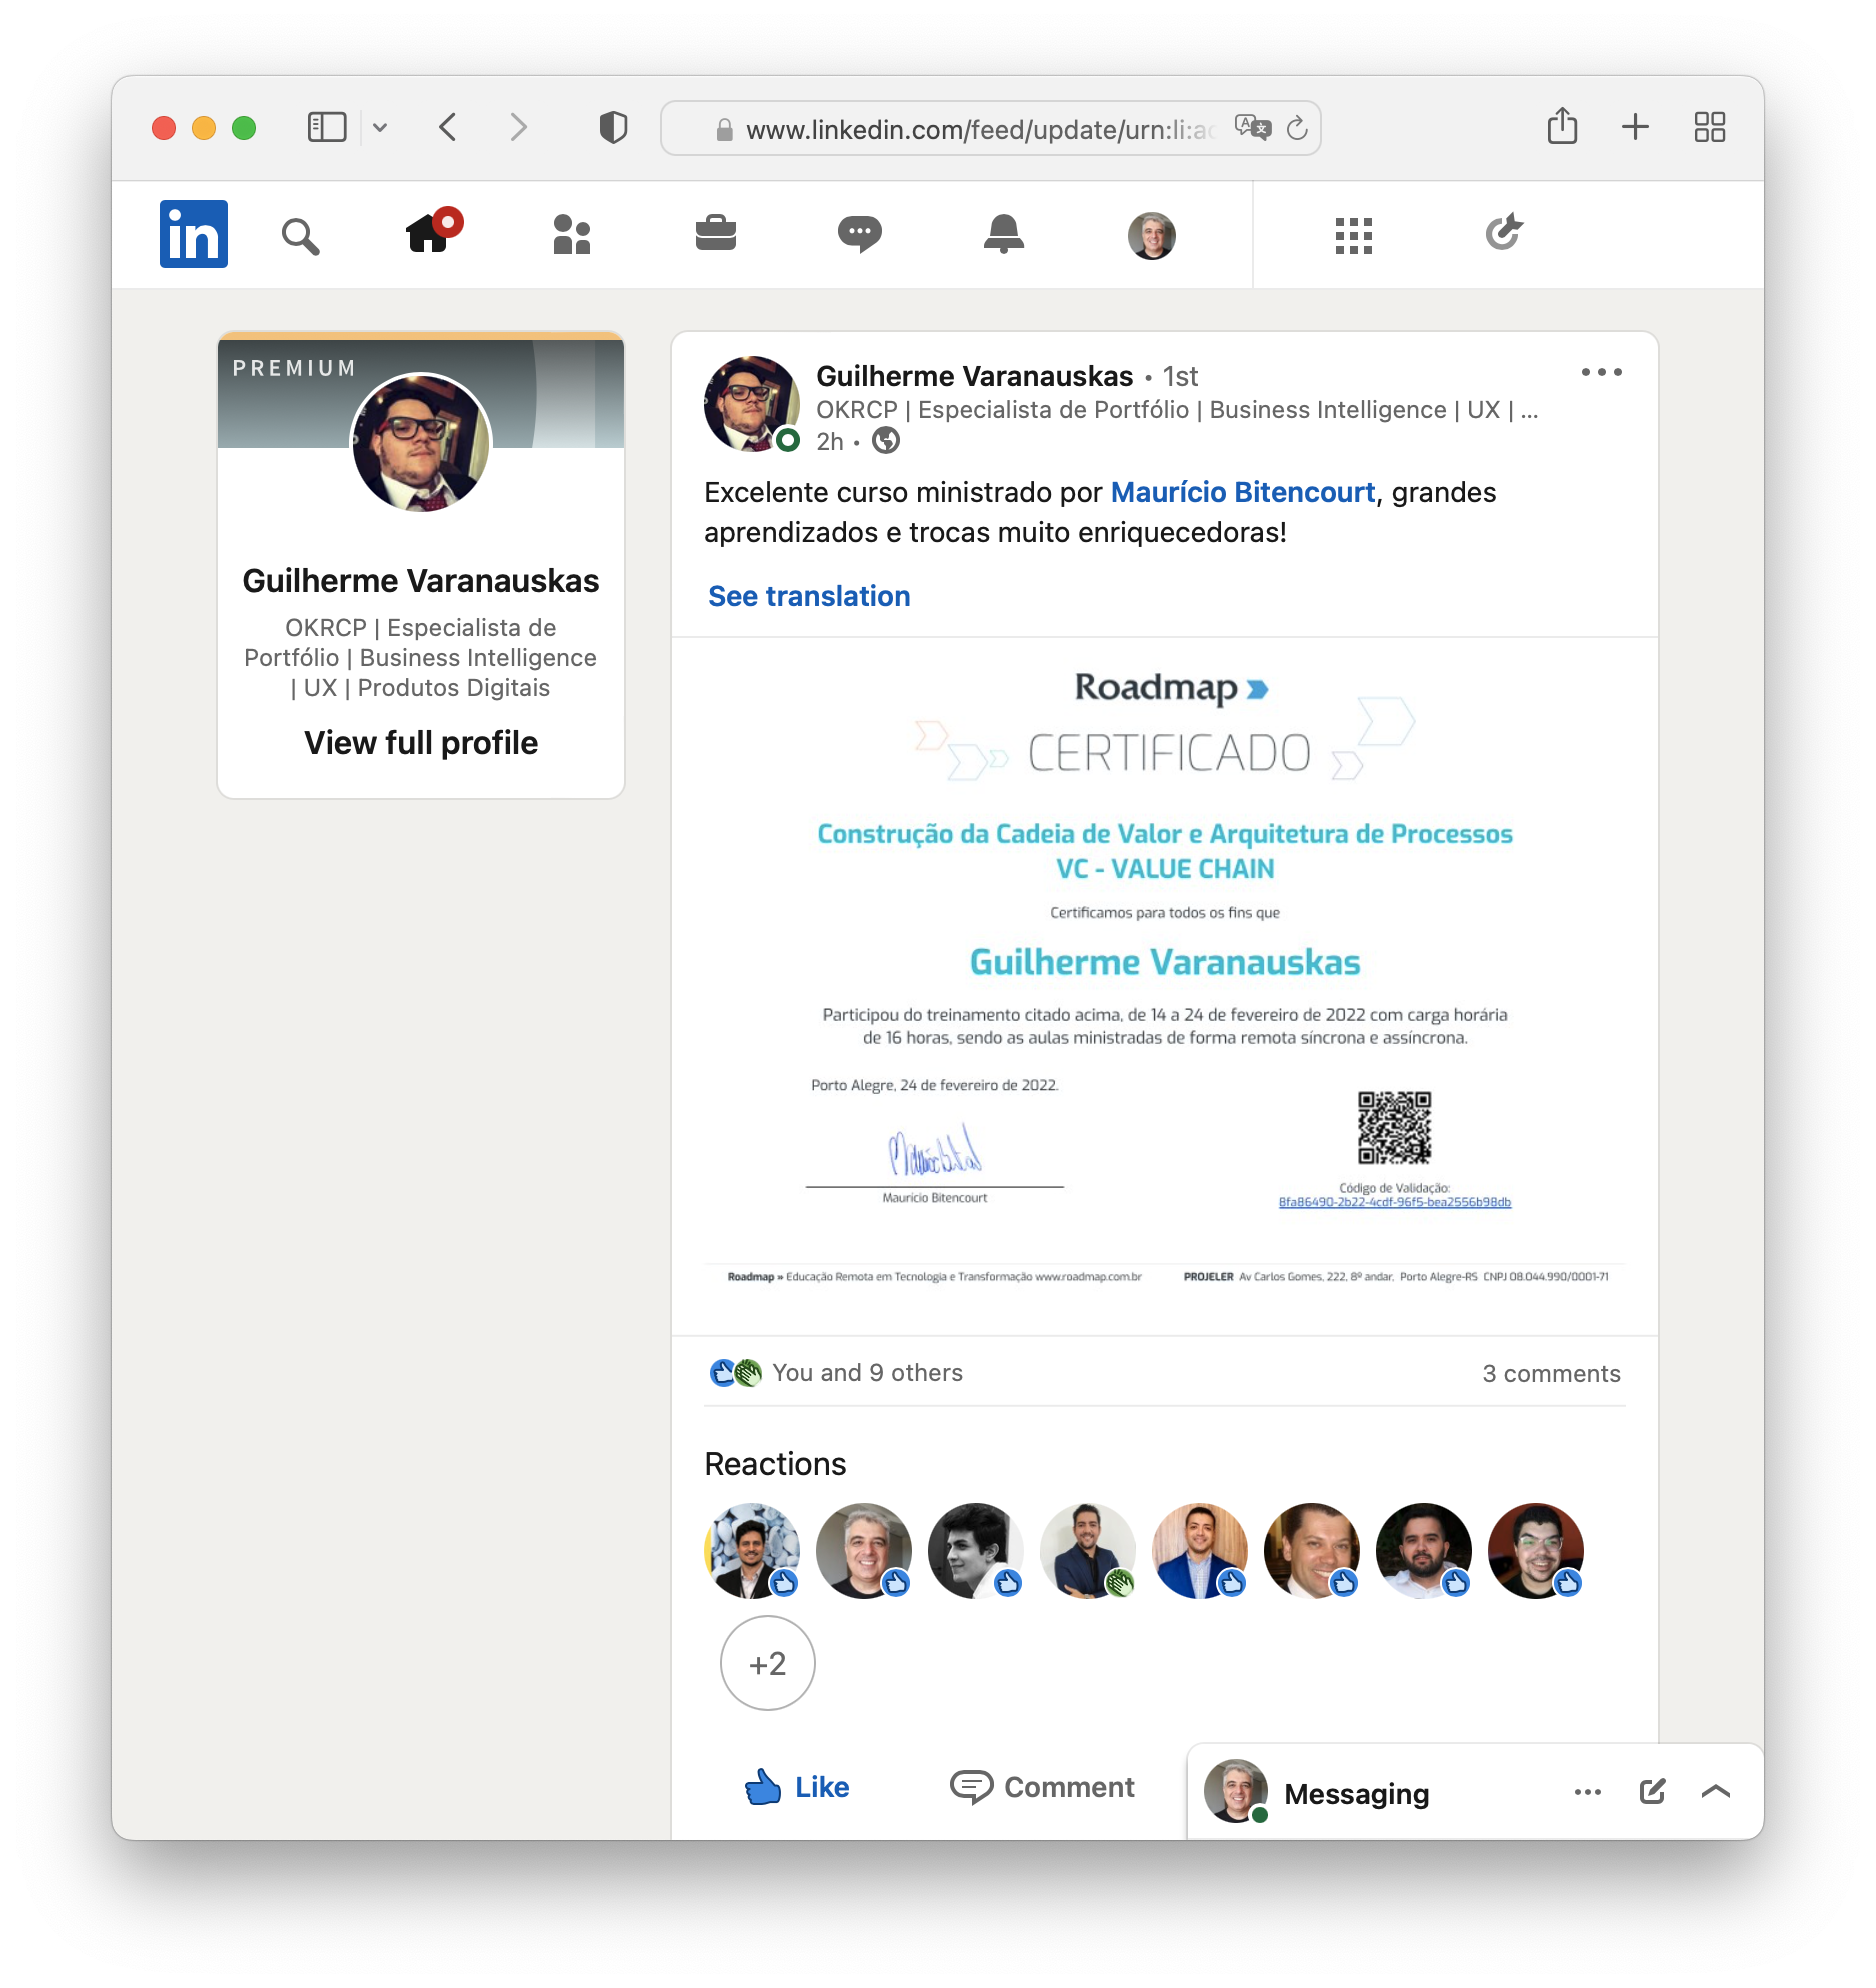 www.linkedin.com/feed/update/urn:li:ac
in
PREMIUM
Guilherme Varanauskas
OKRCP | Especialista de
Portfólio | Business Intelligence
| UX | Produtos Digitais
View full profile
Guilherme Varanauskas • 1st
OKRCP | Especialista de Portfólio | Business Intelligence | UX | ...
2h •
Excelente curso ministrado por Maurício Bitencourt, grandes
aprendizados e trocas muito enriquecedoras!
See translation
Roadmap
CERTIFICADO
Construção da Cadeia de Valor e Arquitetura de Processos
VC - VALUE CHAIN
Certificamos para todos os fins que
Guilherme Varanauskas
Participou do treinamento citado acima, de 14 a 24 de fevereiro de 2022 com carga horária
de 16 horas, sendo as aulas ministradas de forma remota síncrona e assíncrona.
Porto Alegre, 24 de fevereiro de 2022.
Mauricio Bitencourt
Código de Validação:
8fa86490-2b22-4cdf-96f5-bea2556b98db
Roadmap » Educação Remota em Tecnologia e Transformação www.roadmap.com.br
PROJELER Av Carlos Gomes, 222, 8º andar, Porto Alegre-RS CNPJ 08.044.990/0001-71
You and 9 others
3 comments
Reactions
+2
Like
Comment
Messaging